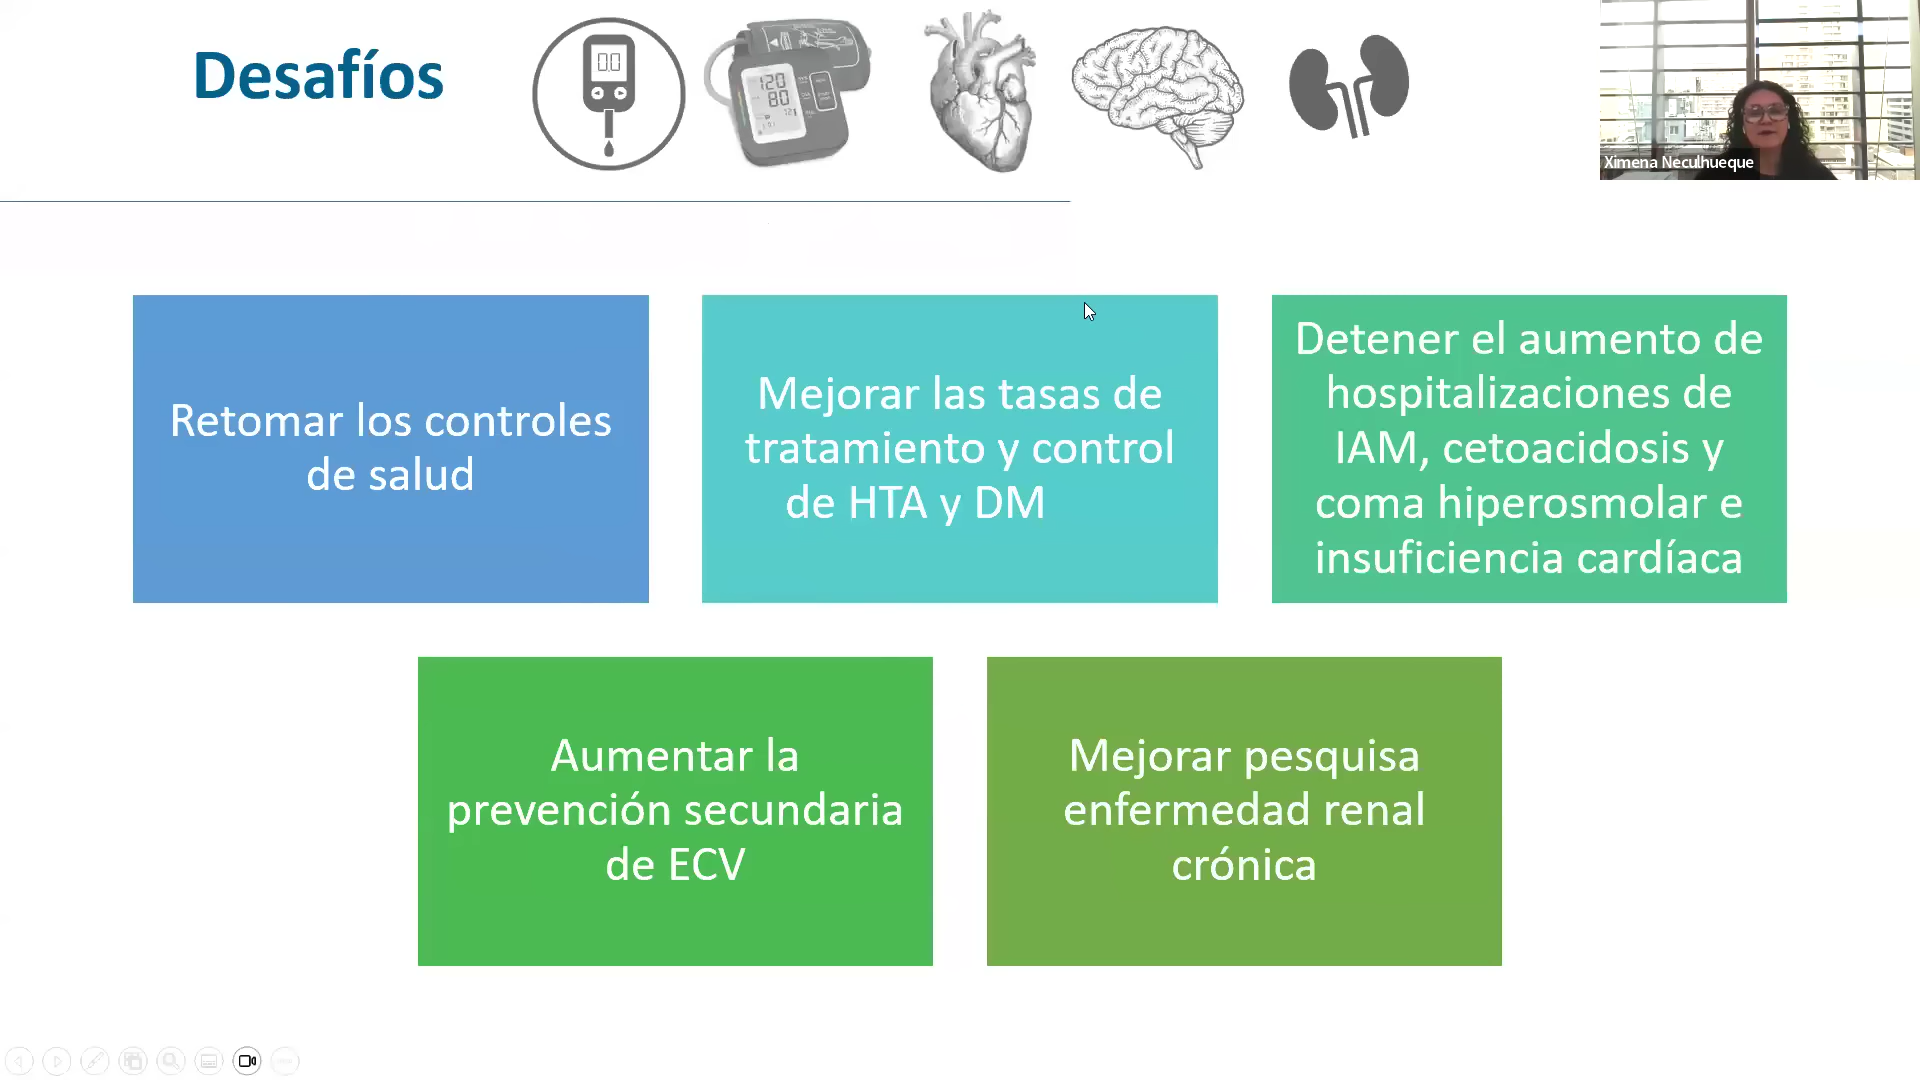 Desafíos
0.0
120
80
Ximena Neculhueque
Retomar los controles
de salud
Mejorar las tasas de
tratamiento y control
de HTA y DM
Detener el aumento de
hospitalizaciones de
IAM, cetoacidosis y
coma hiperosmolar e
insuficiencia cardíaca
Aumentar la
prevención secundaria
de ECV
Mejorar pesquisa
enfermedad renal
crónica